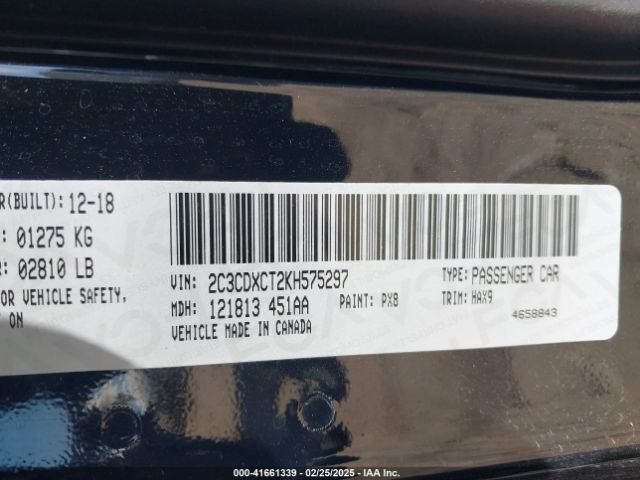 R(BUILT): 12-18
: 01275 KG
R: 02810 LB
OR VEHICLE SAFETY,
T ON
VIN: 2C3CDXCT2KH575297
TYPE: PASSENGER CAR
MDH: 121813 451AA
PAINT: PX8
TRIM: HAX9
VEHICLE MADE IN CANADA
4658843
000-41661339 / 02/25/2025 / IAA Inc.